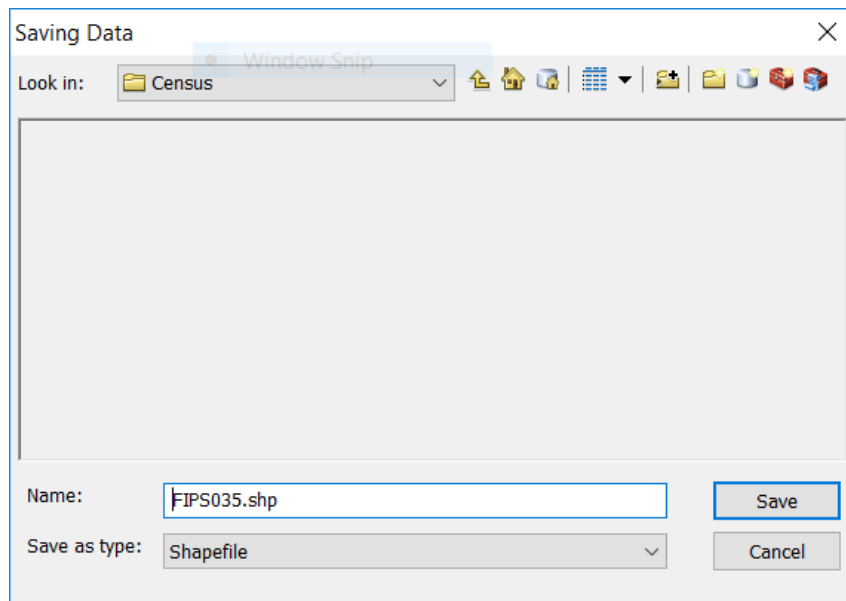 Saving Data
Window Snip
Look in: Census
Name: FIPS035.shp
Save
Save as type: Shapefile
Cancel